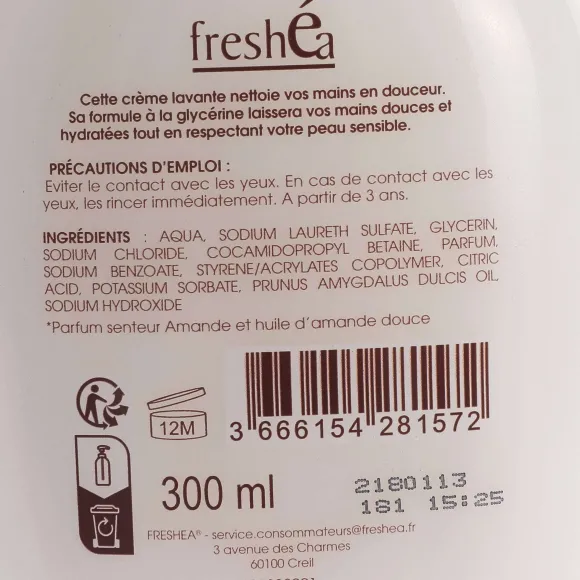 freshéa
Cette crème lavante nettoie vos mains en douceur.
Sa formule à la glycérine laissera vos mains douces et
hydratées tout en respectant votre peau sensible.
PRÉCAUTIONS D'EMPLOI :
Eviter le contact avec les yeux. En cas de contact avec les
yeux, les rincer immédiatement. A partir de 3 ans.
INGRÉDIENTS : AQUA, SODIUM LAURETH SULFATE, GLYCERIN,
SODIUM CHLORIDE, COCAMIDOPROPYL BETAINE, PARFUM,
SODIUM BENZOATE, STYRENE/ACRYLATES COPOLYMER, CITRIC
ACID, POTASSIUM SORBATE, PRUNUS AMYGDALUS DULCIS OIL,
SODIUM HYDROXIDE
*Parfum senteur Amande et huile d'amande douce
12M
3 666154 281572
300 ml
2180113
181 15:25
FRESHEA® - service.consommateurs@freshea.fr
3 avenue des Charmes
60100 Creil